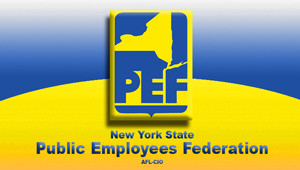 PEF
New York State
Public Employees Federation
AFL-CIO